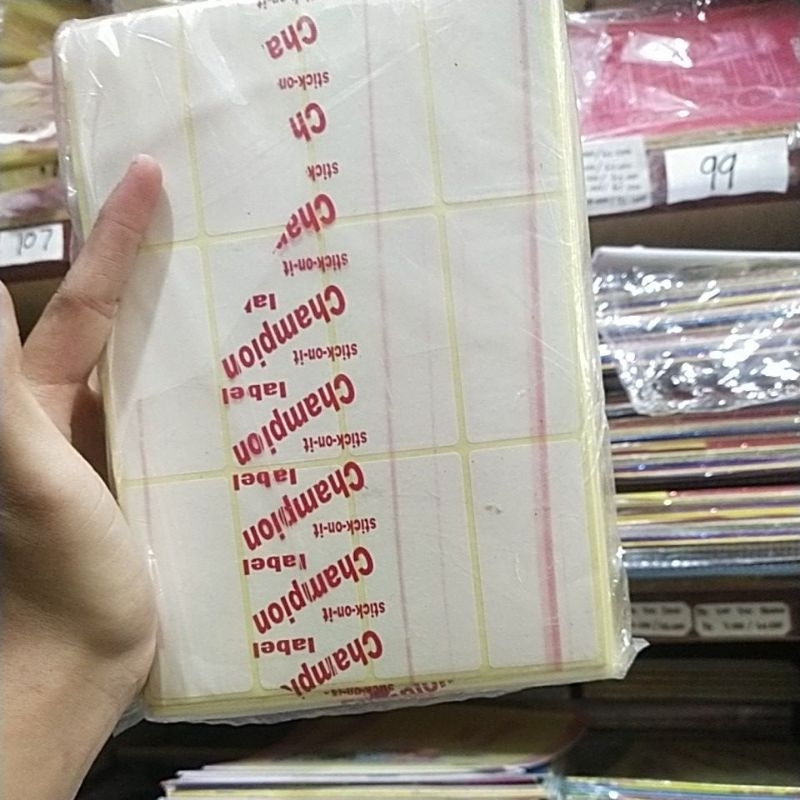 Cha
stick-on-
Ch
stick
Cha
stick-on-it
la
Champion
stick-on-it
label
Champion
stick-on-it
label
Champion
stick-on-it
label
Champion
stick-on-it
label
Champi
99
107